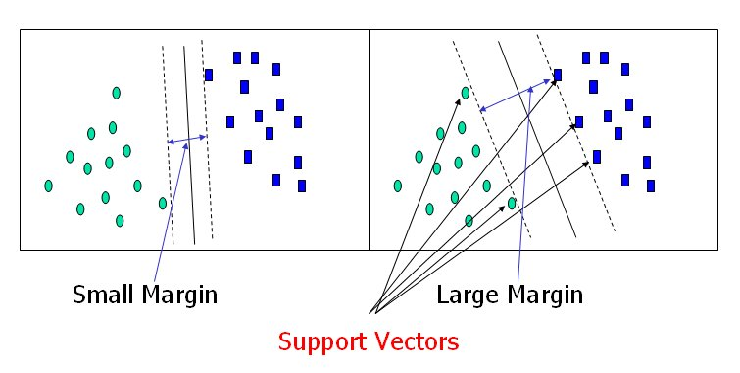 Small Margin
Large Margin
Support Vectors